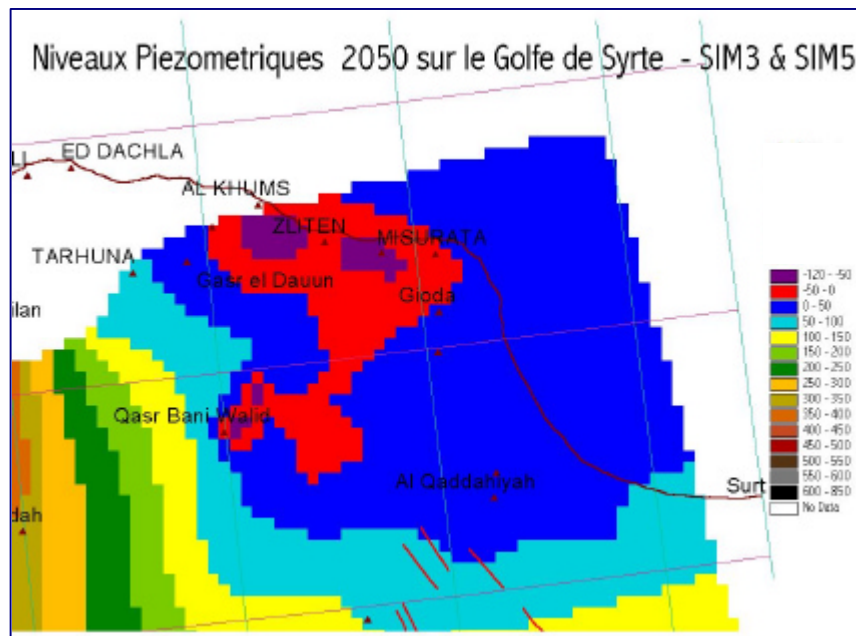 Niveaux Piezometriques 2050 sur le Golfe de Syrte - SIM3 & SIM5
LI
ED DACHLA
AL KHUMS
ZLITEN
MISURATA
TARHUNA
Gasr el Dauun
Gioda
ilan
Qasr Bani Walid
Al Qaddahiyah
Surt
dah
-120 - -50
-50 - 0
0 - 50
50 - 100
100 - 150
150 - 200
200 - 250
250 - 300
300 - 350
350 - 400
400 - 450
450 - 500
500 - 550
550 - 600
600 - 850
No Data